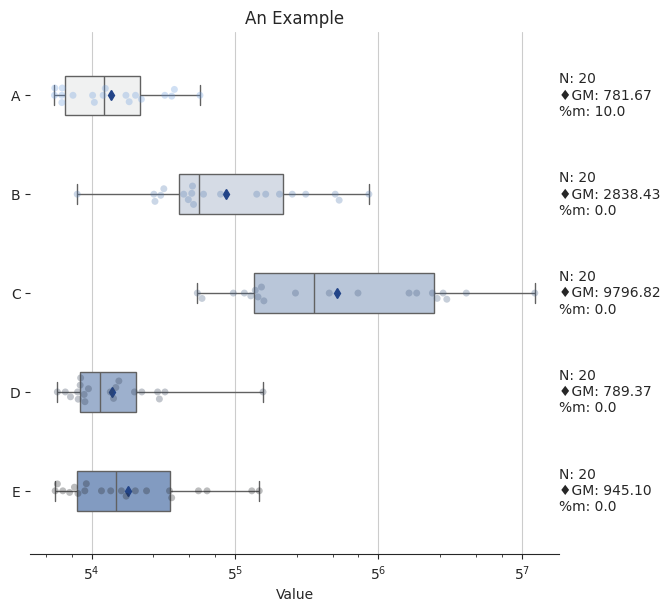 An Example
A
N: 20
♦GM: 781.67
%m: 10.0
B
N: 20
♦GM: 2838.43
%m: 0.0
C
N: 20
♦GM: 9796.82
%m: 0.0
D
N: 20
♦GM: 789.37
%m: 0.0
E
N: 20
♦GM: 945.10
%m: 0.0
5⁴ 5⁵ 5⁶ 5⁷
Value